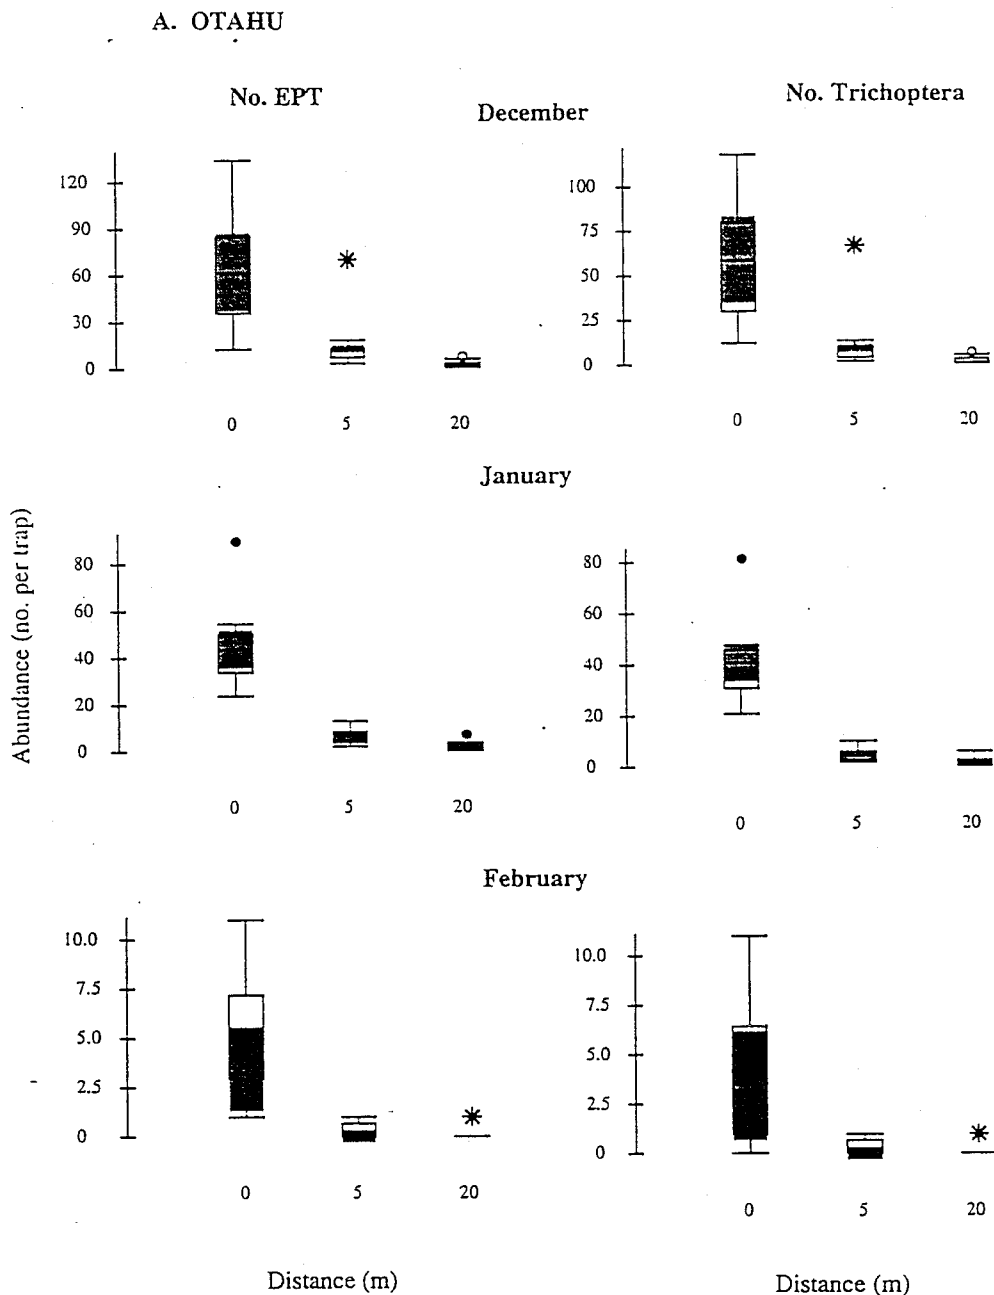 A. OTAHU
No. EPT
December
No. Trichoptera
120
90
60
30
0
0 5 20
100
75
50
25
0
0 5 20
January
Abundance (no. per trap)
80
60
40
20
0
0 5 20
80
60
40
20
0
0 5 20
February
10.0
7.5
5.0
2.5
0
0 5 20
10.0
7.5
5.0
2.5
0
0 5 20
Distance (m)
Distance (m)